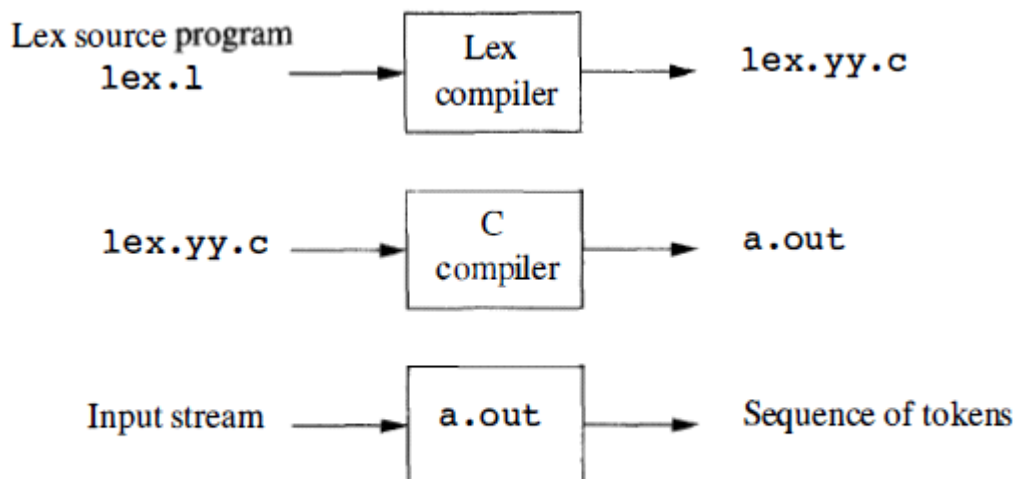 Lex source program
lex.l
Lex
compiler
lex.yy.c
lex.yy.c
C
compiler
a.out
Input stream
a.out
Sequence of tokens